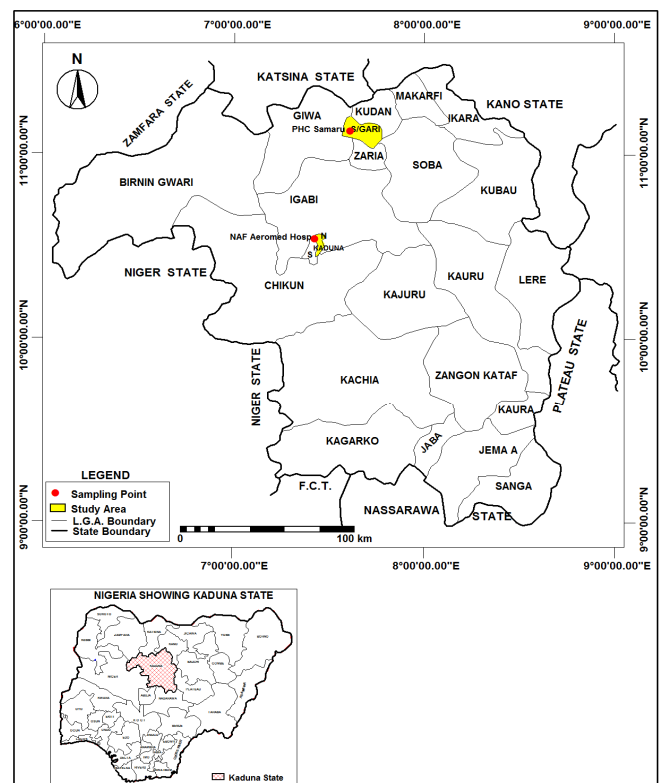 6°00'00.00"E 7°00'00.00"E 8°00'00.00"E 9°00'00.00"E
N
KATSINA STATE
ZAMFARA STATE
MAKARFI
KANO STATE
GIWA
KUDAN
IKARA
PHC Samaru
S/GARI
11°00'00.00"N
11°00'00.00"N
ZARIA
SOBA
BIRNIN GWARI
KUBAU
IGABI
NAF Aeromed Hosp
N
KADUNA
S
NIGER STATE
CHIKUN
KAURU
LERE
KAJURU
10°00'00.00"N
10°00'00.00"N
NIGER STATE
PLATEAU STATE
KACHIA
ZANGON KATAF
KAURA
KAGARKO
JABA
JEMA A
SANGA
F.C.T.
NASSARAWA STATE
LEGEND
Sampling Point
Study Area
L.G.A. Boundary
State Boundary
0 100 km
9°00'00.00"N
9°00'00.00"N
7°00'00.00"E 8°00'00.00"E 9°00'00.00"E
NIGERIA SHOWING KADUNA STATE
Kaduna State